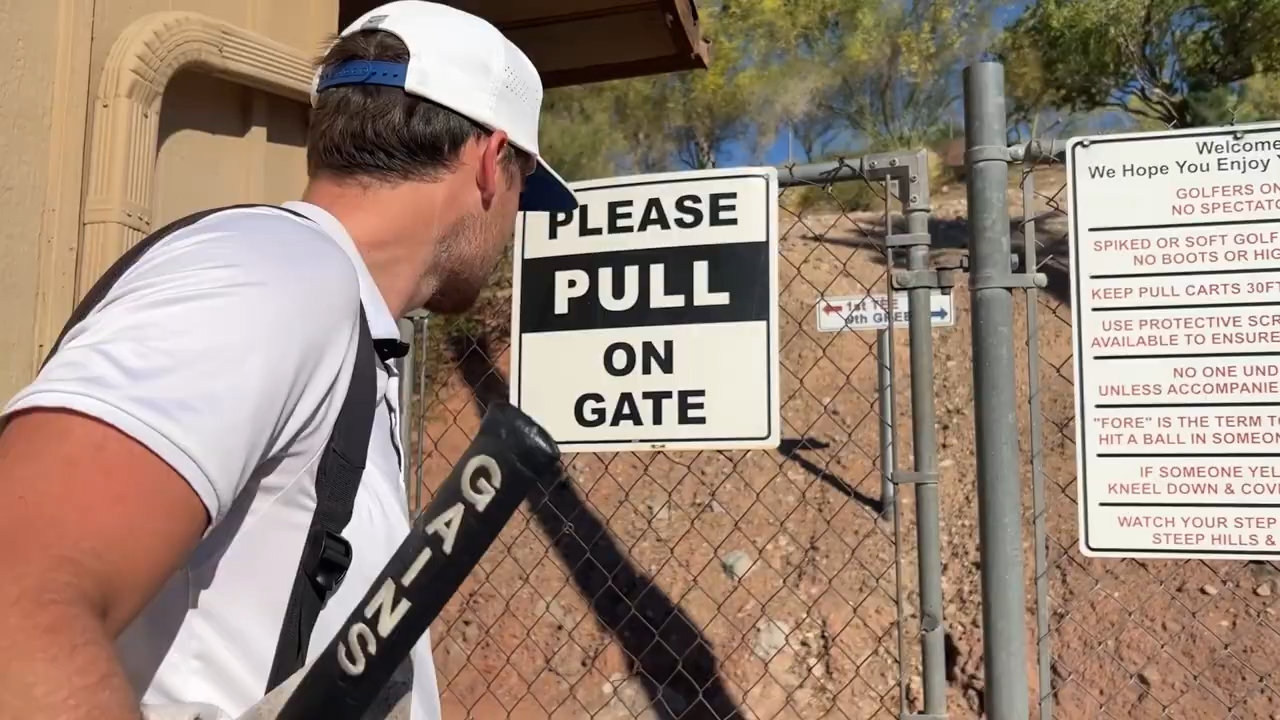 PLEASE
PULL
ON
GATE
1st TEE
9th GREEN
Welcome
We Hope You Enjoy
GOLFERS ON
NO SPECTATO
SPIKED OR SOFT GOLF
NO BOOTS OR HIG
KEEP PULL CARTS 30FT
USE PROTECTIVE SCR
AVAILABLE TO ENSURE
NO ONE UND
UNLESS ACCOMPANIE
"FORE" IS THE TERM TO
HIT A BALL IN SOMEON
IF SOMEONE YEL
KNEEL DOWN & COV
WATCH YOUR STEP
STEEP HILLS &
GAINS